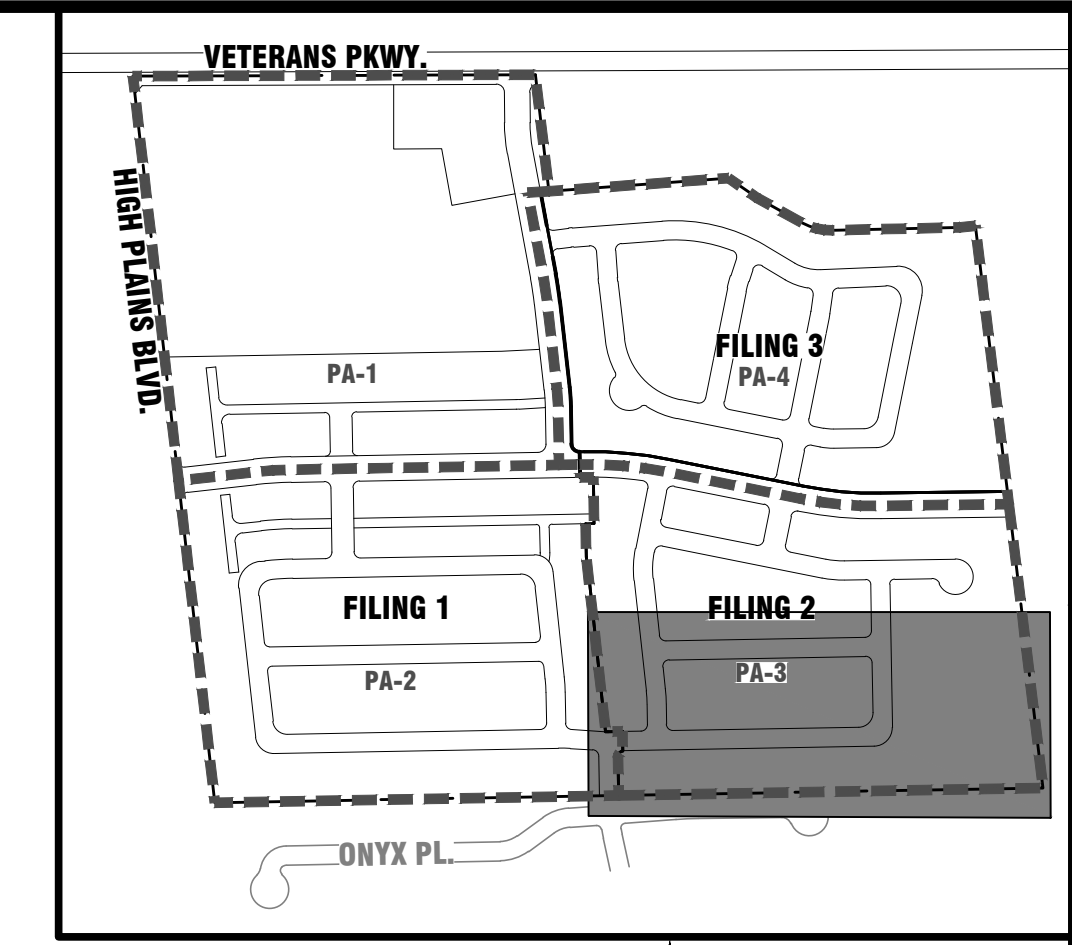 VETERANS PKWY.
HIGH PLAINS BLVD.
FILING 3
PA-4
PA-1
FILING 1
PA-2
FILING 2
PA-3
ONYX PL.